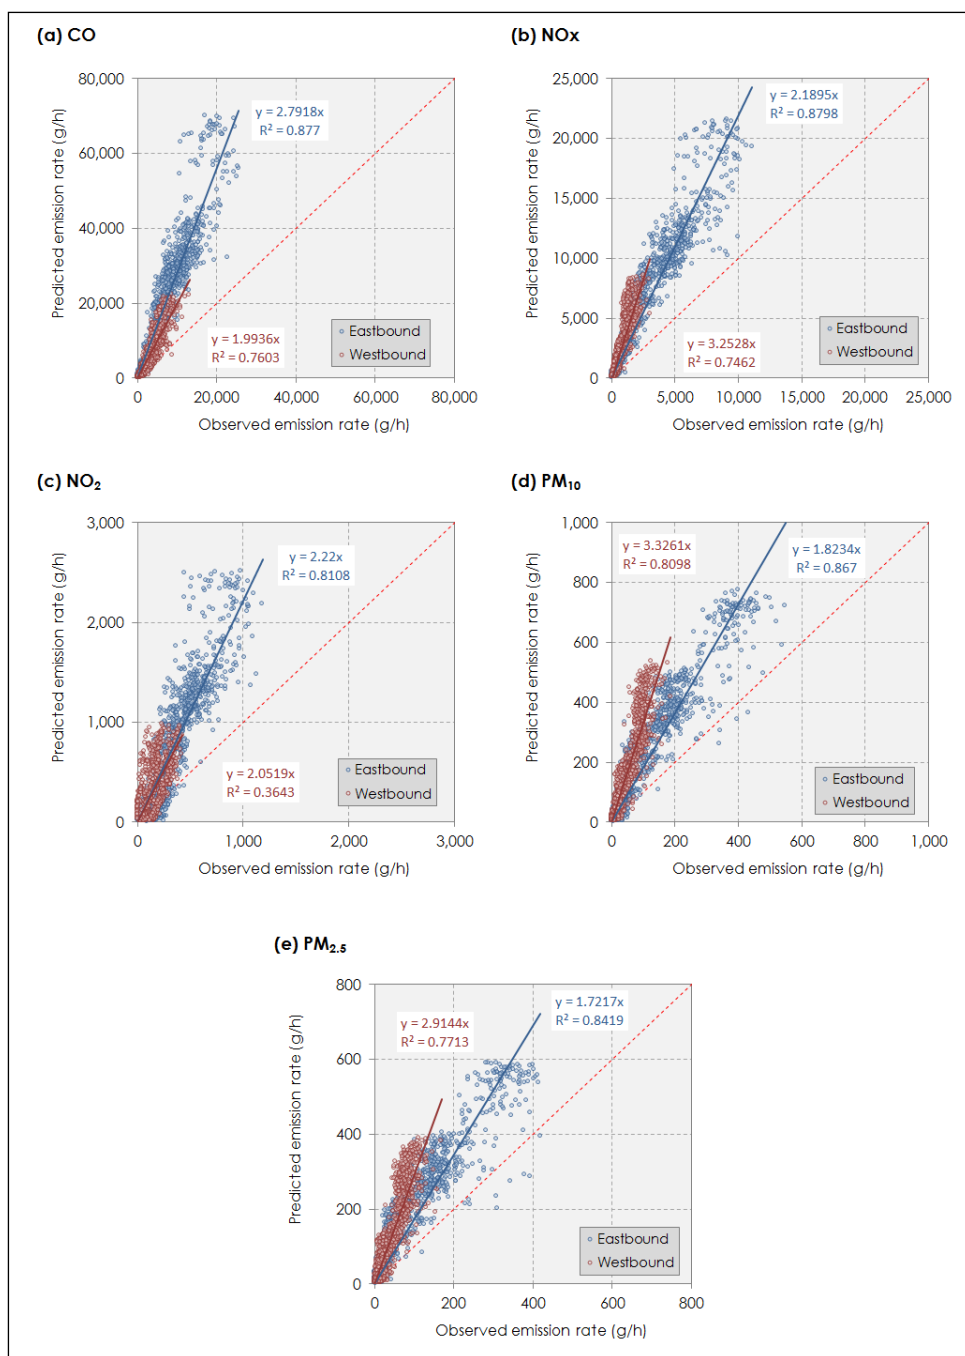 (a) CO
80,000
60,000
40,000
20,000
0
Predicted emission rate (g/h)
y = 2.7918x
R² = 0.877
y = 1.9936x
R² = 0.7603
Eastbound
Westbound
0 20,000 40,000 60,000 80,000
Observed emission rate (g/h)
(b) NOx
25,000
20,000
15,000
10,000
5,000
0
Predicted emission rate (g/h)
y = 2.1895x
R² = 0.8798
y = 3.2528x
R² = 0.7462
Eastbound
Westbound
0 5,000 10,000 15,000 20,000 25,000
Observed emission rate (g/h)
(c) NO₂
3,000
2,000
1,000
0
Predicted emission rate (g/h)
y = 2.22x
R² = 0.8108
y = 2.0519x
R² = 0.3643
Eastbound
Westbound
0 1,000 2,000 3,000
Observed emission rate (g/h)
(d) PM₁₀
1,000
800
600
400
200
0
Predicted emission rate (g/h)
y = 3.3261x
R² = 0.8098
y = 1.8234x
R² = 0.867
Eastbound
Westbound
0 200 400 600 800 1,000
Observed emission rate (g/h)
(e) PM₂.₅
800
600
400
200
0
Predicted emission rate (g/h)
y = 2.9144x
R² = 0.7713
y = 1.7217x
R² = 0.8419
Eastbound
Westbound
0 200 400 600 800
Observed emission rate (g/h)